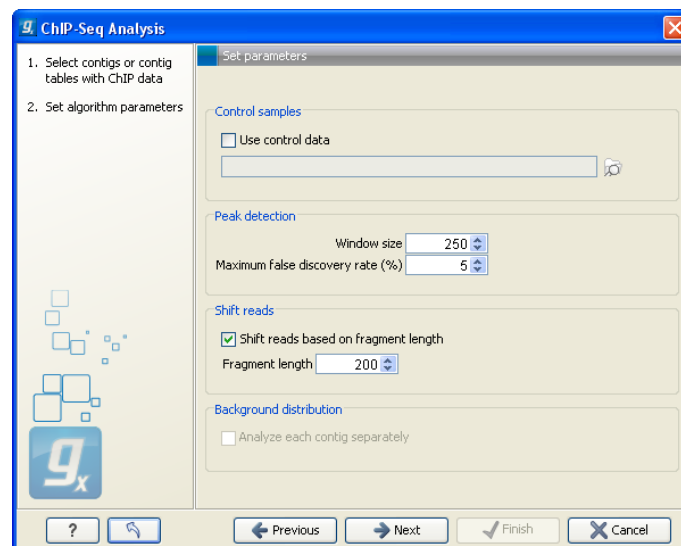 ChIP-Seq Analysis
1. Select contigs or contig
tables with ChIP data
2. Set algorithm parameters
Set parameters
Control samples
Use control data
Peak detection
Window size 250
Maximum false discovery rate (%) 5
Shift reads
Shift reads based on fragment length
Fragment length 200
Background distribution
Analyze each contig separately
gx
? Previous Next Finish Cancel